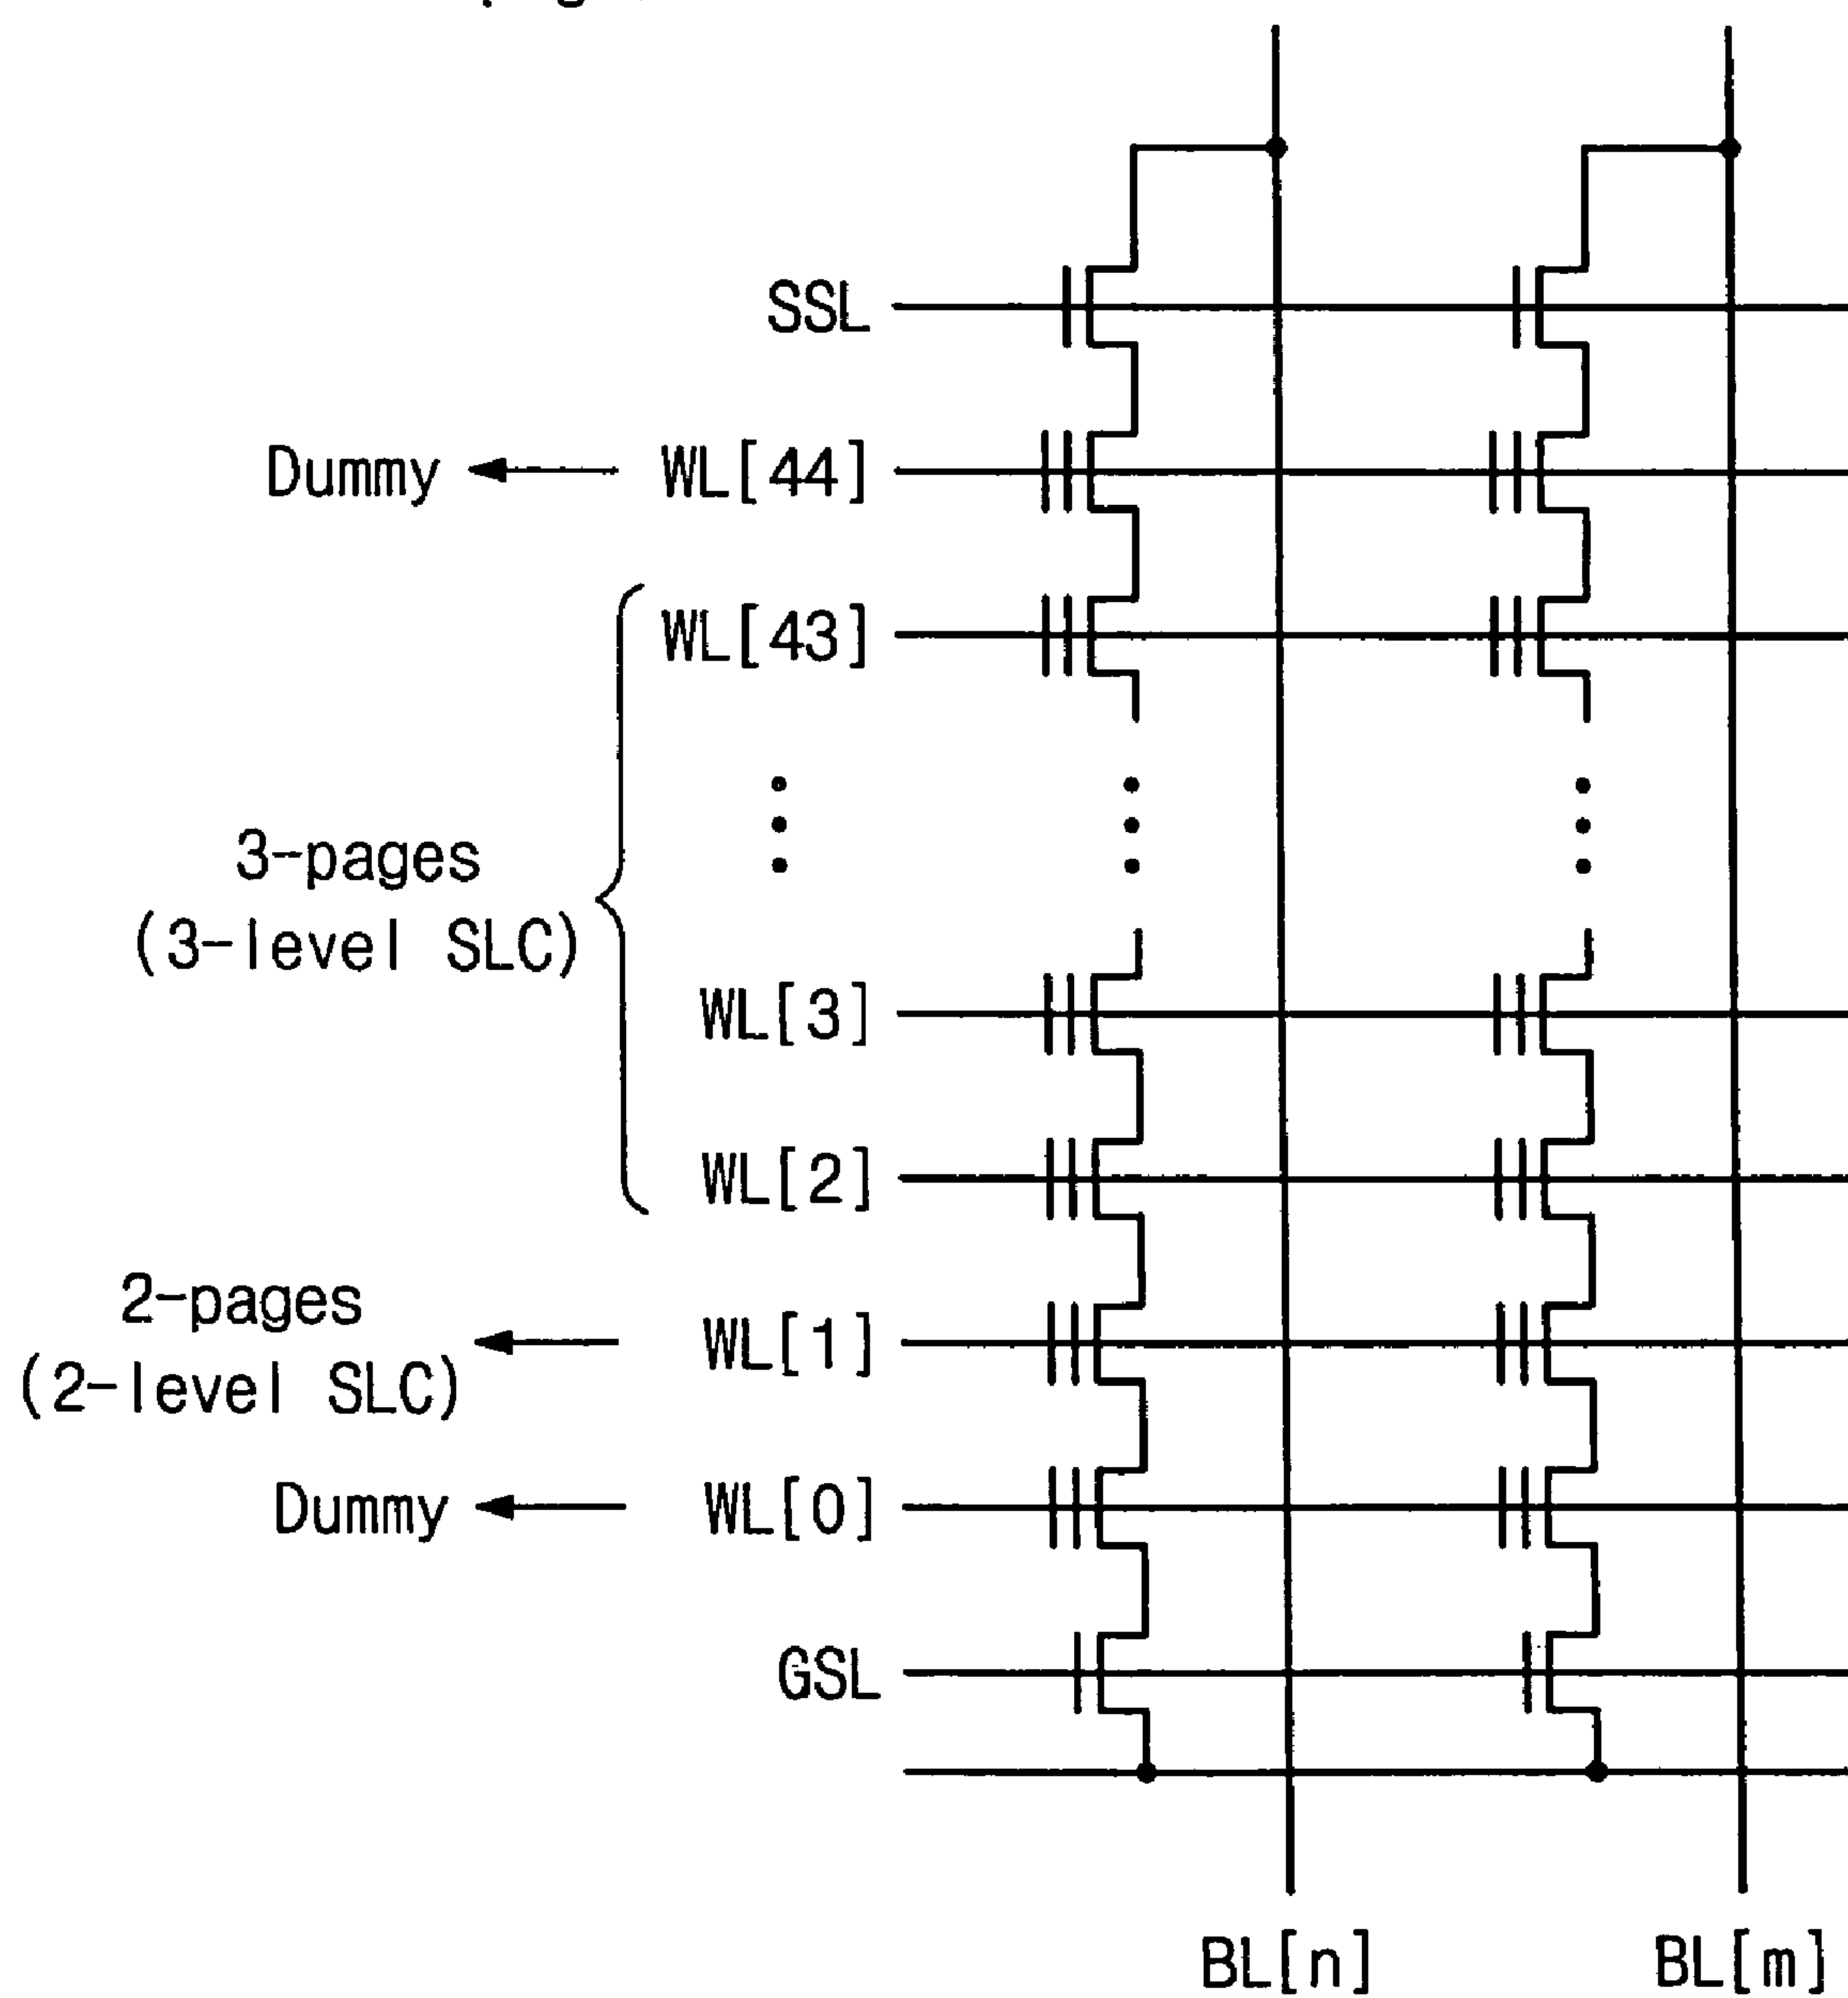 SSL
Dummy WL[44]
WL[43]
3-pages
(3-level SLC)
WL[3]
WL[2]
2-pages
(2-level SLC)
WL[1]
Dummy WL[0]
GSL
BL[n] BL[m]